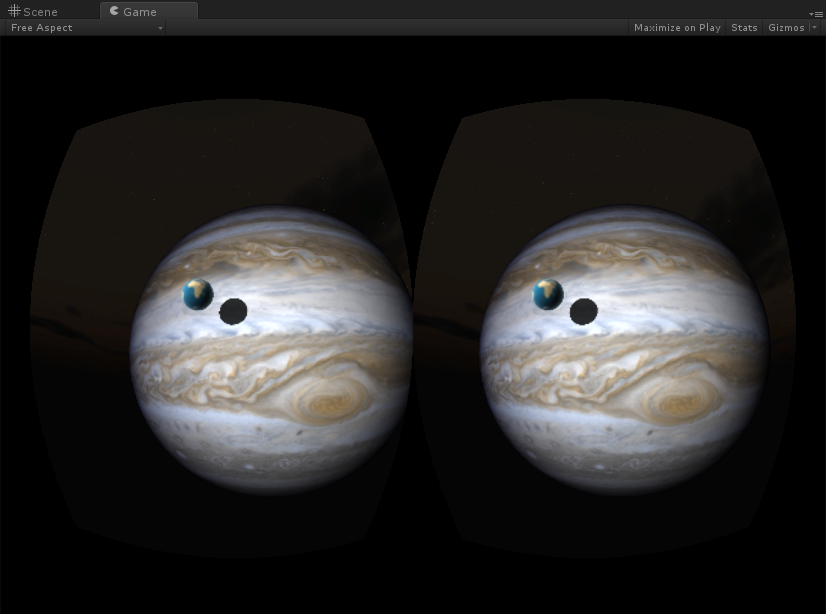 Scene
Game
Free Aspect
Maximize on Play
Stats
Gizmos